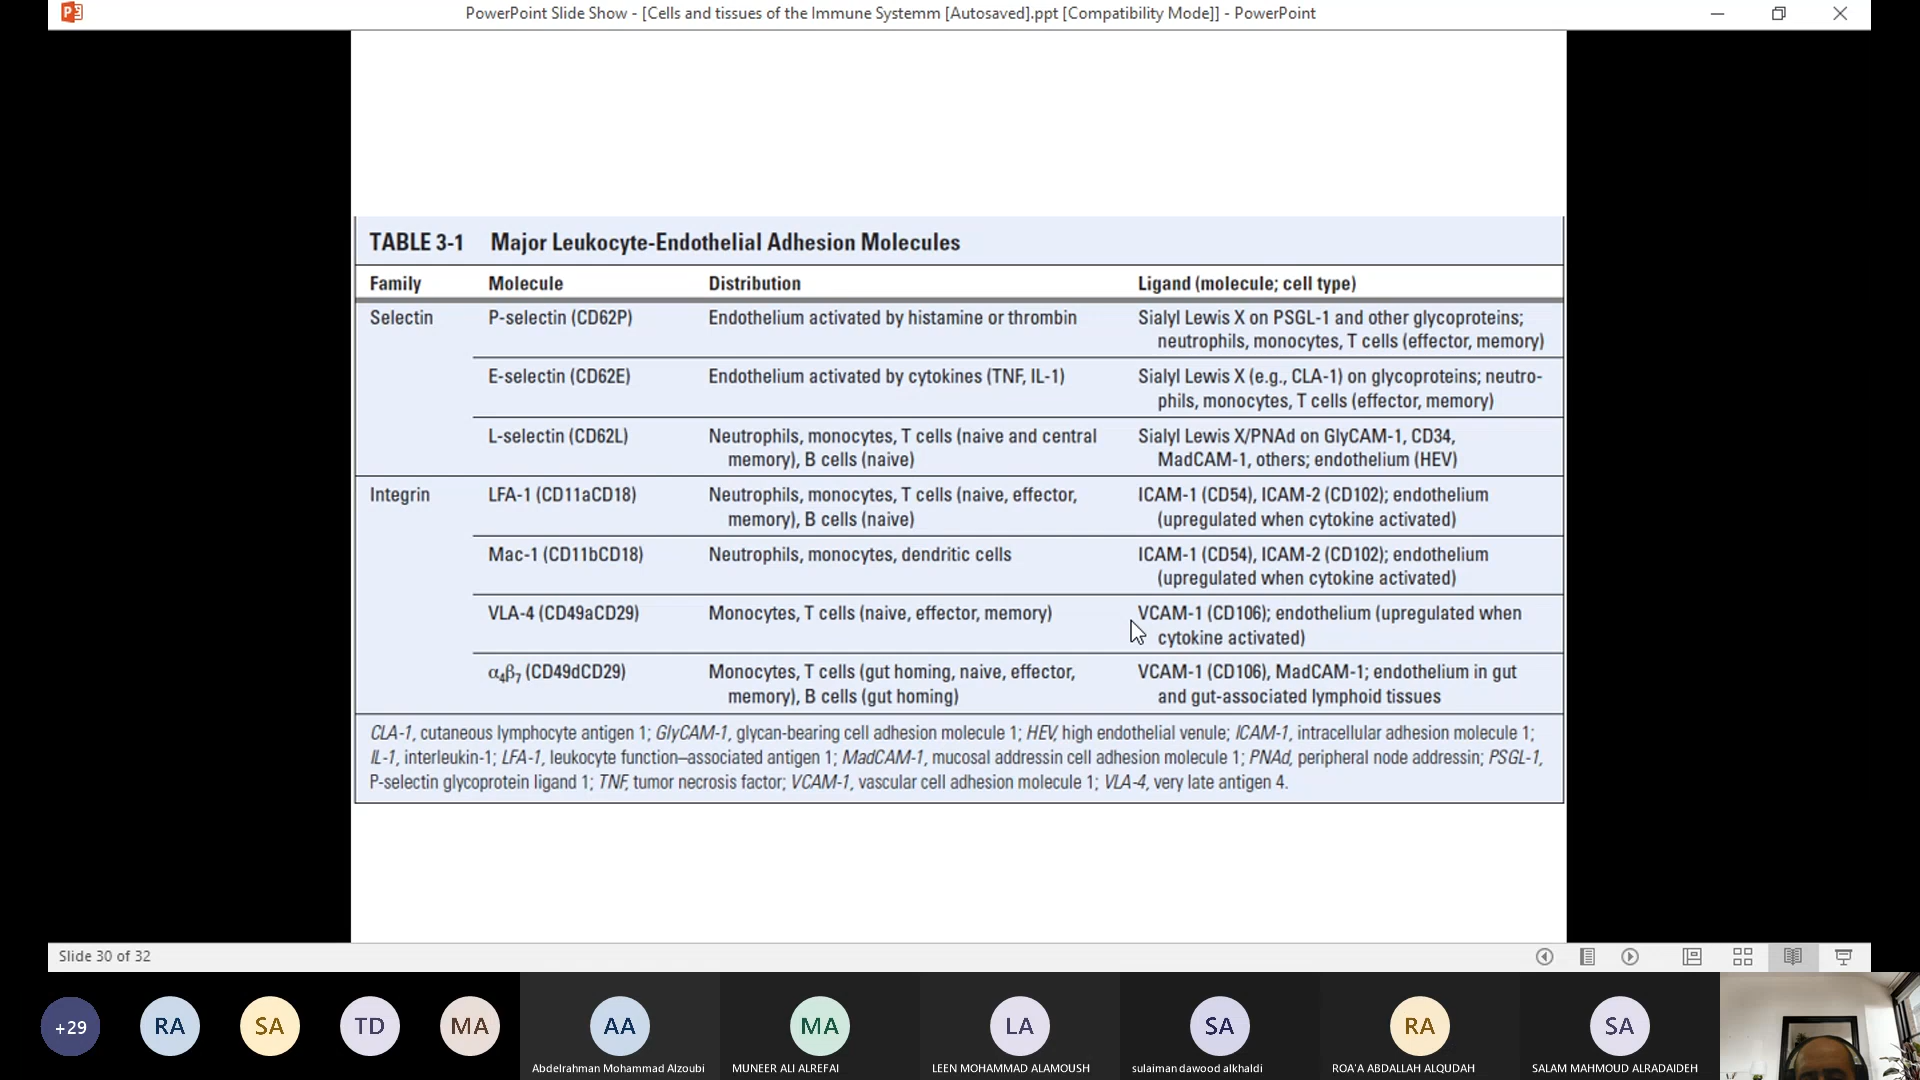 PowerPoint Slide Show - [Cells and tissues of the Immune Systemm [Autosaved].ppt [Compatibility Mode]] - PowerPoint
TABLE 3-1 Major Leukocyte-Endothelial Adhesion Molecules
Family Molecule Distribution Ligand (molecule; cell type)
Selectin P-selectin (CD62P) Endothelium activated by histamine or thrombin Sialyl Lewis X on PSGL-1 and other glycoproteins;
neutrophils, monocytes, T cells (effector, memory)
E-selectin (CD62E) Endothelium activated by cytokines (TNF, IL-1) Sialyl Lewis X (e.g., CLA-1) on glycoproteins; neutro-
phils, monocytes, T cells (effector, memory)
L-selectin (CD62L) Neutrophils, monocytes, T cells (naive and central Sialyl Lewis X/PNAd on GlyCAM-1, CD34,
memory), B cells (naive) MadCAM-1, others; endothelium (HEV)
Integrin LFA-1 (CD11aCD18) Neutrophils, monocytes, T cells (naive, effector, ICAM-1 (CD54), ICAM-2 (CD102); endothelium
memory), B cells (naive) (upregulated when cytokine activated)
Mac-1 (CD11bCD18) Neutrophils, monocytes, dendritic cells ICAM-1 (CD54), ICAM-2 (CD102); endothelium
(upregulated when cytokine activated)
VLA-4 (CD49aCD29) Monocytes, T cells (naive, effector, memory) VCAM-1 (CD106); endothelium (upregulated when
cytokine activated)
α4β7 (CD49dCD29) Monocytes, T cells (gut homing, naive, effector, VCAM-1 (CD106), MadCAM-1; endothelium in gut
memory), B cells (gut homing) and gut-associated lymphoid tissues
CLA-1, cutaneous lymphocyte antigen 1; GlyCAM-1, glycan-bearing cell adhesion molecule 1; HEV, high endothelial venule; ICAM-1, intracellular adhesion molecule 1;
IL-1, interleukin-1; LFA-1, leukocyte function–associated antigen 1; MadCAM-1, mucosal addressin cell adhesion molecule 1; PNAd, peripheral node addressin; PSGL-1,
P-selectin glycoprotein ligand 1; TNF, tumor necrosis factor; VCAM-1, vascular cell adhesion molecule 1; VLA-4, very late antigen 4.
Slide 30 of 32
+29 RA SA TD MA AA MA LA SA RA SA
Abdelrahman Mohammad Alzoubi MUNEER ALI ALREFAI LEEN MOHAMMAD ALAMOUSH sulaiman dawood alkhaldi ROA'A ABDALLAH ALQUDAH SALAM MAHMOUD ALRADAIDEH